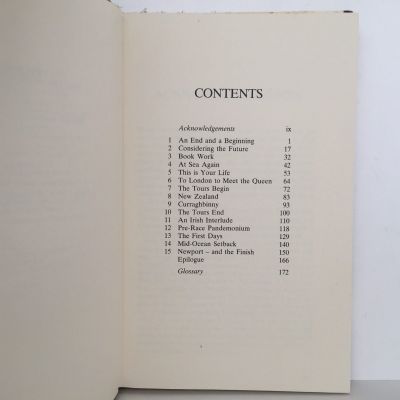 CONTENTS
Acknowledgements ix
1 An End and a Beginning 1
2 Considering the Future 17
3 Book Work 32
4 At Sea Again 42
5 This is Your Life 53
6 To London to Meet the Queen 64
7 The Tours Begin 72
8 New Zealand 83
9 Curraghbinny 93
10 The Tours End 100
11 An Irish Interlude 110
12 Pre-Race Pandemonium 118
13 The First Days 129
14 Mid-Ocean Setback 140
15 Newport – and the Finish 150
Epilogue 166
Glossary 172